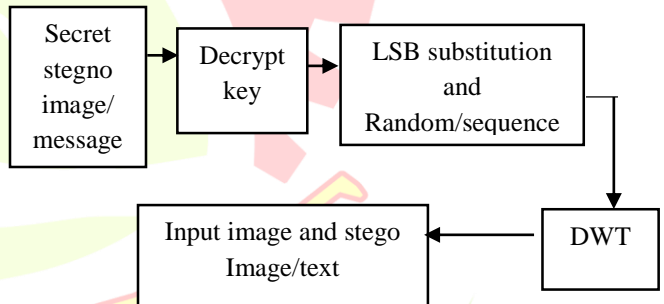 Secret
stegno
image/
message
Decrypt
key
LSB substitution
and
Random/sequence
DWT
Input image and stego
Image/text